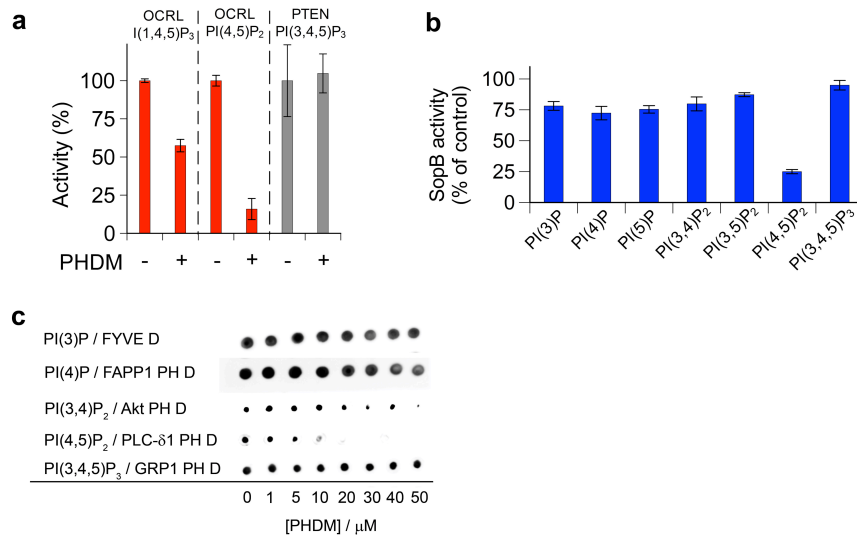 a
OCRL OCRL PTEN
I(1,4,5)P₃ PI(4,5)P₂ PI(3,4,5)P₃
Activity (%)
100
75
50
25
0
PHDM - + - + - +
b
SopB activity
(% of control)
100
75
50
25
0
PI(3)P PI(4)P PI(5)P PI(3,4)P₂ PI(3,5)P₂ PI(4,5)P₂ PI(3,4,5)P₃
c
PI(3)P / FYVE D
PI(4)P / FAPP1 PH D
PI(3,4)P₂ / Akt PH D
PI(4,5)P₂ / PLC-δ1 PH D
PI(3,4,5)P₃ / GRP1 PH D
0 1 5 10 20 30 40 50
[PHDM] / µM